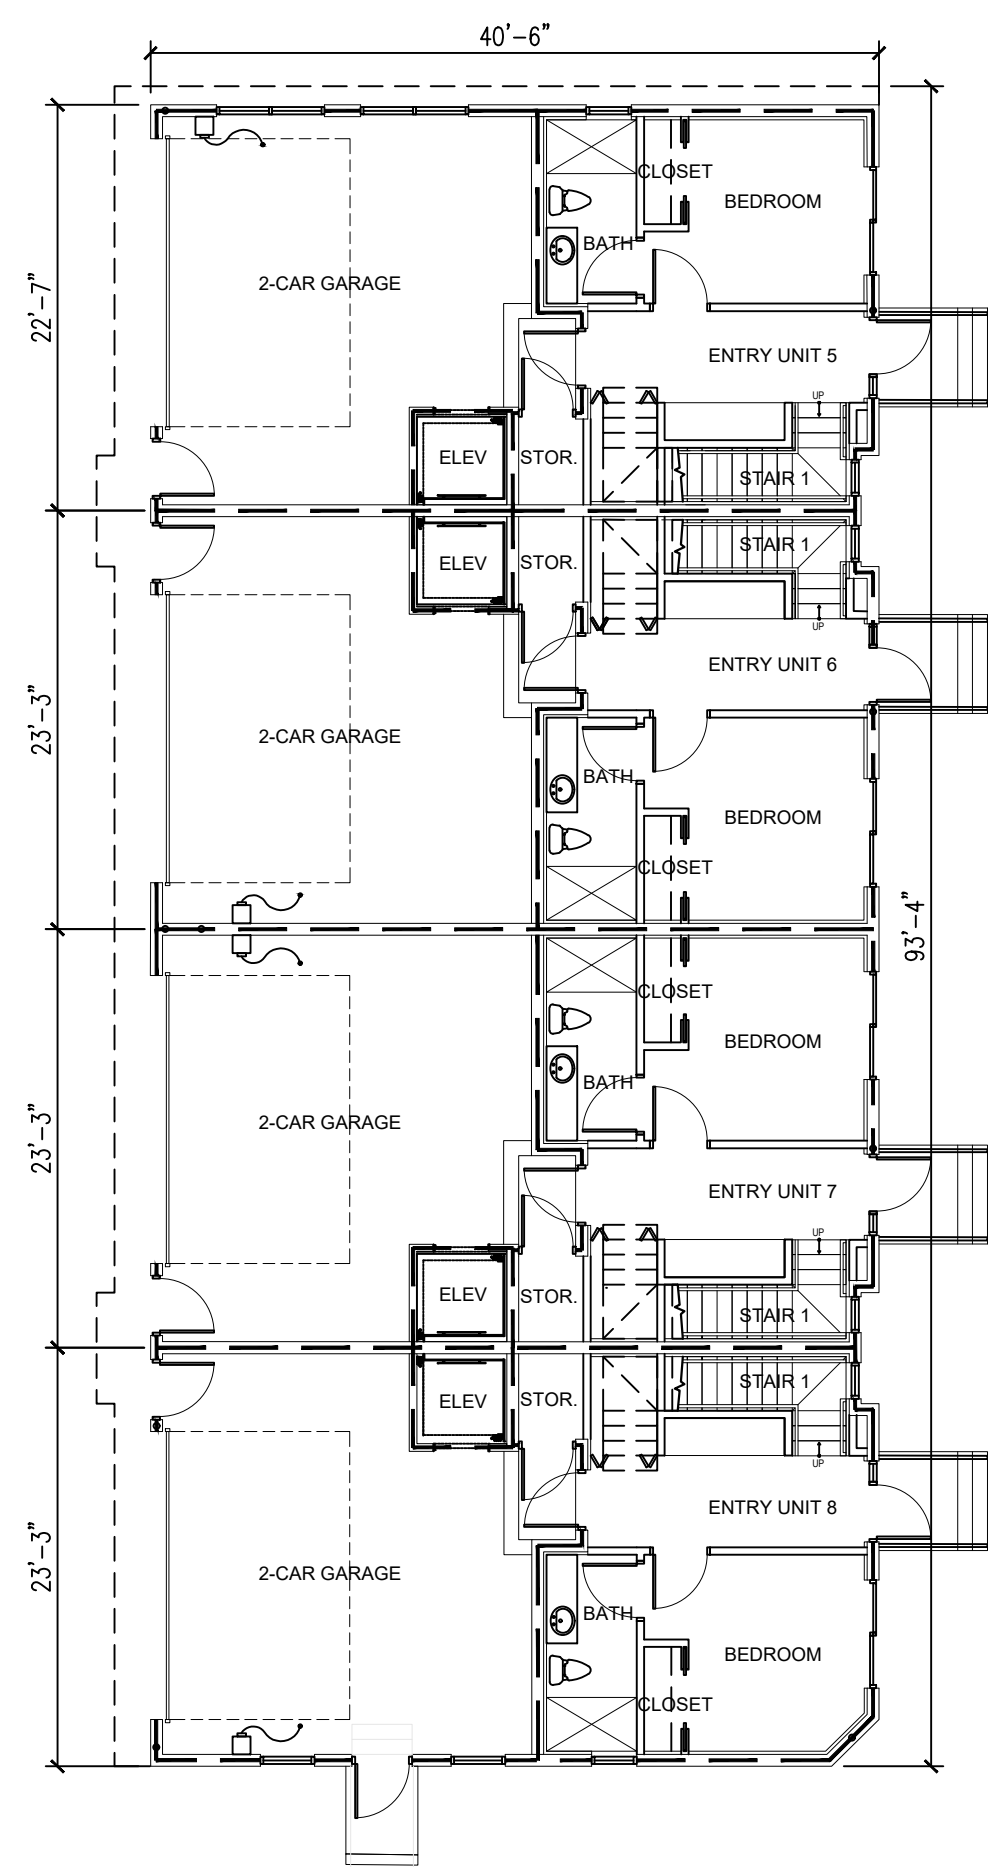 40'-6"
CLOSET
BEDROOM
BATH
2-CAR GARAGE
22'-7"
ENTRY UNIT 5
UP
ELEV
STOR.
STAIR 1
STAIR 1
ELEV
STOR.
UP
ENTRY UNIT 6
23'-3"
2-CAR GARAGE
BATH
BEDROOM
CLOSET
93'-4"
CLOSET
BEDROOM
BATH
2-CAR GARAGE
23'-3"
ENTRY UNIT 7
UP
ELEV
STOR.
STAIR 1
STAIR 1
ELEV
STOR.
UP
ENTRY UNIT 8
23'-3"
2-CAR GARAGE
BATH
BEDROOM
CLOSET